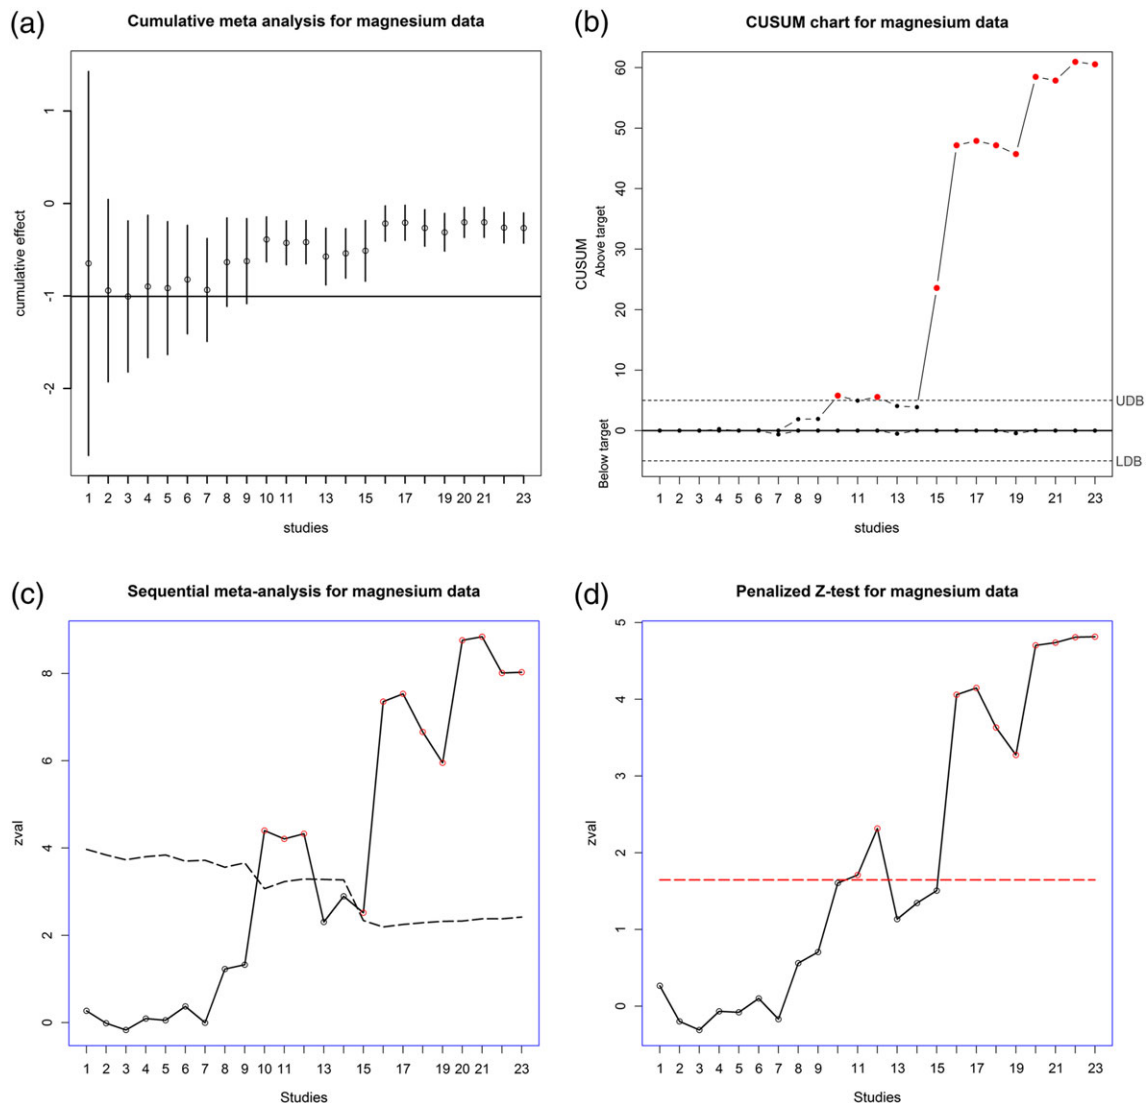 (a)
Cumulative meta analysis for magnesium data
cumulative effect
1
0
-1
-2
1 2 3 4 5 6 7 8 9 10 11 13 15 17 19 20 21 23
studies
(b)
CUSUM chart for magnesium data
CUSUM
Above target
Below target
60
50
40
30
20
10
0
UDB
LDB
1 2 3 4 5 6 7 8 9 11 13 15 17 19 21 23
studies
(c)
Sequential meta-analysis for magnesium data
zval
8
6
4
2
0
1 2 3 4 5 6 7 8 9 10 11 13 15 17 19 20 21 23
Studies
(d)
Penalized Z-test for magnesium data
zval
5
4
3
2
1
0
1 2 3 4 5 6 7 8 9 11 13 15 17 19 21 23
Studies